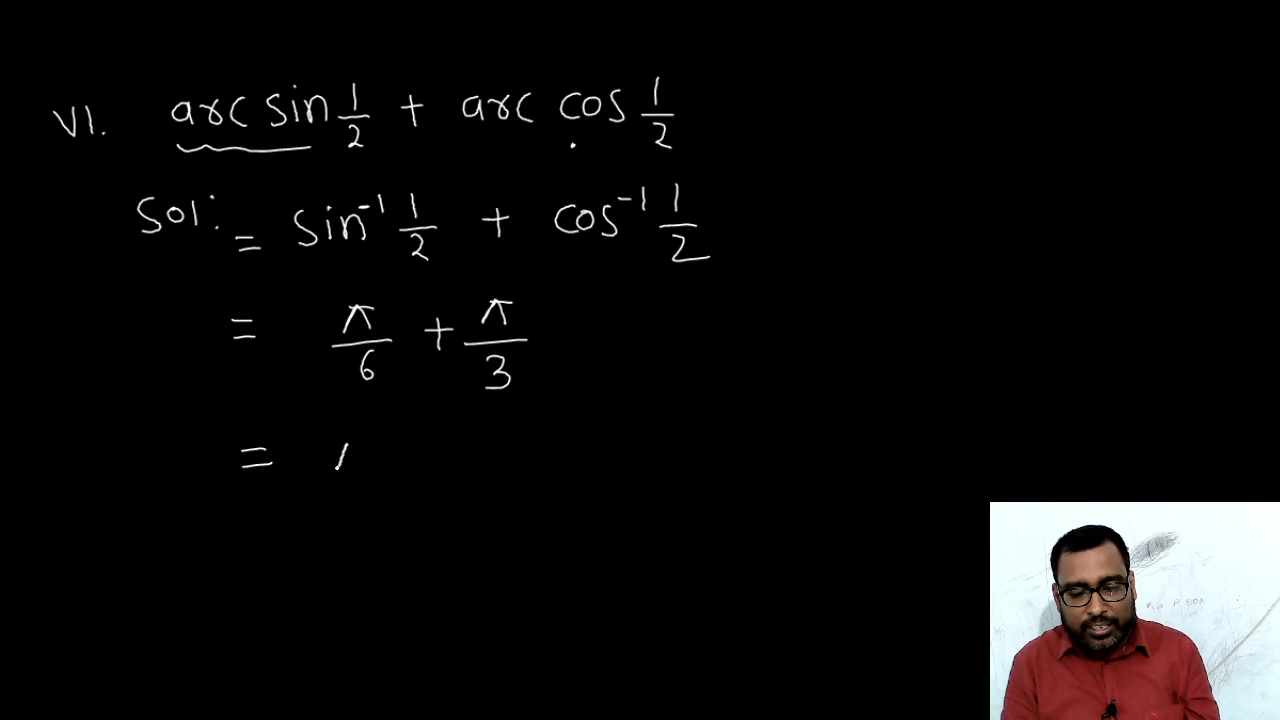 VI. arc sin 1/2 + arc cos 1/2
Sol: = sin⁻¹ 1/2 + cos⁻¹ 1/2
= π/6 + π/3
=